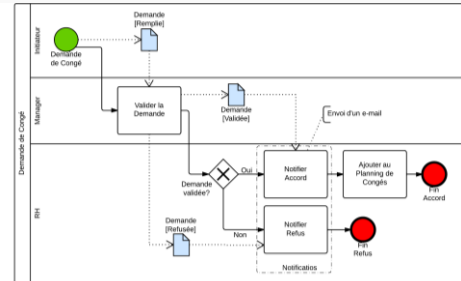 Demande de Congé
Initiateur
Manager
RH
Demande
de Congé
Demande
[Remplie]
Valider la
Demande
Demande
[Validée]
Envoi d'un e-mail
Demande
validée?
Oui
Non
Notifier
Accord
Ajouter au
Planning de
Congés
Fin
Accord
Demande
[Refusée]
Notifier
Refus
Fin
Refus
Notificatios